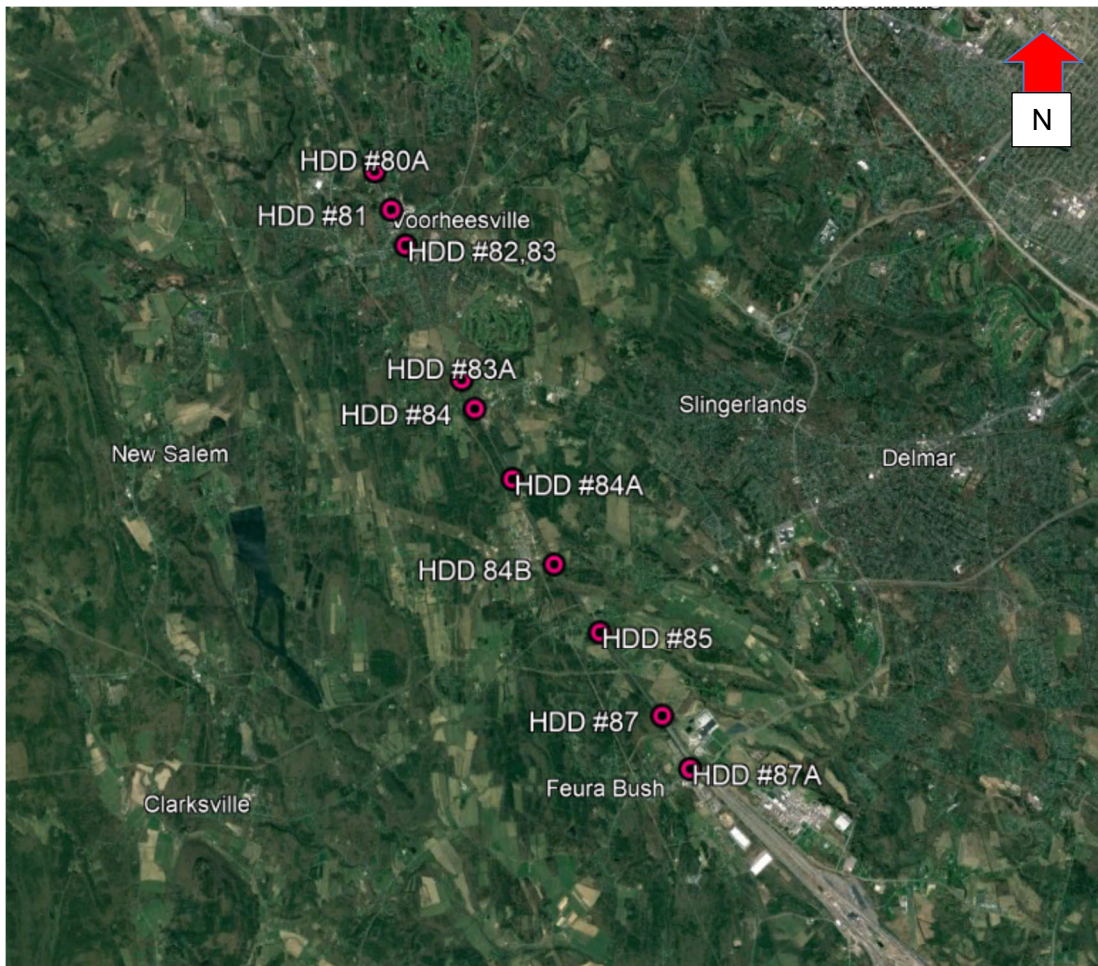 N
HDD #80A
HDD #81
Voorheesville
HDD #82,83
HDD #83A
HDD #84
Slingerlands
New Salem
Delmar
HDD #84A
HDD 84B
HDD #85
HDD #87
HDD #87A
Feura Bush
Clarksville